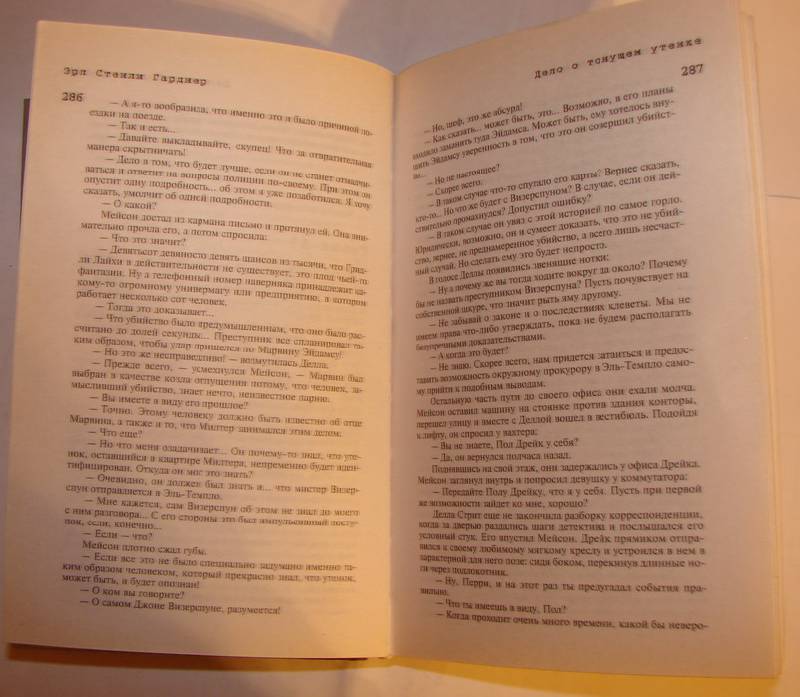 Эрл Стенли Гарднер
286
— А я-то вообразила, что именно это и было причиной по-
ездки на поезде.
— Так и есть...
— Давайте выкладывайте, скупец! Что за отвратительная
манера скрытничать!
— Дело в том, что будет лучше, если он не станет отмалчи-
ваться и ответит на вопросы полиции по-своему. При этом он
опустит одну подробность... об этом я уже позаботился. Я хочу
сказать, умолчит об одной подробности.
— О какой?
Мейсон достал из кармана письмо и протянул ей. Она вни-
мательно прочла его, а потом спросила:
— Что это значит?
— Девятьсот девяносто девять шансов из тысячи, что Грид-
ли Лайхи в действительности не существует, это плод чьей-то
фантазии. Ну а телефонный номер наверняка принадлежит ка-
кому-то огромному универмагу или предприятию, в котором
работает несколько сот человек.
— Тогда это доказывает...
— Что убийство было предумышленным, что оно было рас-
считано до долей секунды... Преступник все спланировал та-
ким образом, чтобы удар пришелся по Марвину Эйдамсу!
— Но это же несправедливо! — возмутилась Делла.
— Прежде всего, — усмехнулся Мейсон, — Марвин был
выбран в качестве козла отпущения потому, что человек, за-
мысливший убийство, знает нечто, неизвестное парню.
— Вы имеете в виду его прошлое?
— Точно. Этому человеку должно быть известно об отце
Марвина, а также и то, что Милтер занимался этим делом.
— Что еще?
— Но что меня озадачивает... Он почему-то знал, что уте-
нок, оставшийся в квартире Милтера, непременно будет иден-
тифицирован. Откуда он мог это знать?
— Очевидно, он должен был знать и... что мистер Визер-
спун отправляется в Эль-Темпло.
— Мне кажется, сам Визерспун об этом не знал до моего
с ним разговора... С его стороны это был импульсивный посту-
пок, если, конечно...
— Если — что?
Мейсон плотно сжал губы.
— Если все это не было специально задумано именно та-
ким образом человеком, который прекрасно знал, что утенок,
может быть, и будет опознан!
— О ком вы говорите?
— О самом Джоне Визерспуне, разумеется!
Дело о тонущем утенке
287
— Но, шеф, это же абсурд!
— Как сказать... может быть, это... Возможно, в его планы
входило заманить туда Эйдамса. Может быть, ему хотелось вну-
шить Эйдамсу уверенность в том, что это он совершил убийст-
во...
— Но не настоящее?
— Скорее всего.
— В таком случае что-то спутало его карты? Вернее сказать,
кто-то... Но что же будет с Визерспуном? В случае, если он дей-
ствительно промахнулся? Допустил ошибку?
— В таком случае он увяз с этой историей по самое горло.
Юридически, возможно, он и сумеет доказать, что это не убий-
ство, вернее, не преднамеренное убийство, а всего лишь несчаст-
ный случай. Но сделать ему это будет непросто.
В голосе Деллы появились звенящие нотки:
— Ну а почему же вы тогда ходите вокруг да около? Почему
бы не назвать преступником Визерспуна? Пусть почувствует на
собственной шкуре, что значит рыть яму другому.
— Не забывай о законе и о последствиях клеветы. Мы не
имеем права что-либо утверждать, пока не будем располагать
безупречными доказательствами.
— А когда это будет?
— Не знаю. Скорее всего, нам придется затаиться и предос-
тавить возможность окружному прокурору в Эль-Темпло само-
му прийти к подобным выводам.
Остальную часть пути до своего офиса они ехали молча.
Мейсон оставил машину на стоянке против здания конторы,
перешел улицу и вместе с Деллой вошел в вестибюль. Подойдя
к лифту, он спросил у вахтера:
— Вы не знаете, Пол Дрейк у себя?
— Да, он вернулся полчаса назад.
Поднявшись на свой этаж, они задержались у офиса Дрейка.
Мейсон заглянул внутрь и попросил девушку у коммутатора:
— Передайте Полу Дрейку, что я у себя. Пусть при первой
же возможности зайдет ко мне, хорошо?
Делла Стрит еще не закончила разборку корреспонденции,
когда за дверью раздались шаги детектива и послышался его
условный стук. Его впустил Мейсон. Дрейк прямиком отпра-
вился к своему любимому мягкому креслу и устроился в нем в
характерной для него позе: сидя боком, перекинув длинные но-
ги через подлокотник.
— Ну, Перри, и на этот раз ты предугадал события пра-
вильно.
— Что ты имеешь в виду, Пол?
— Когда проходит очень много времени, какой бы неверо-